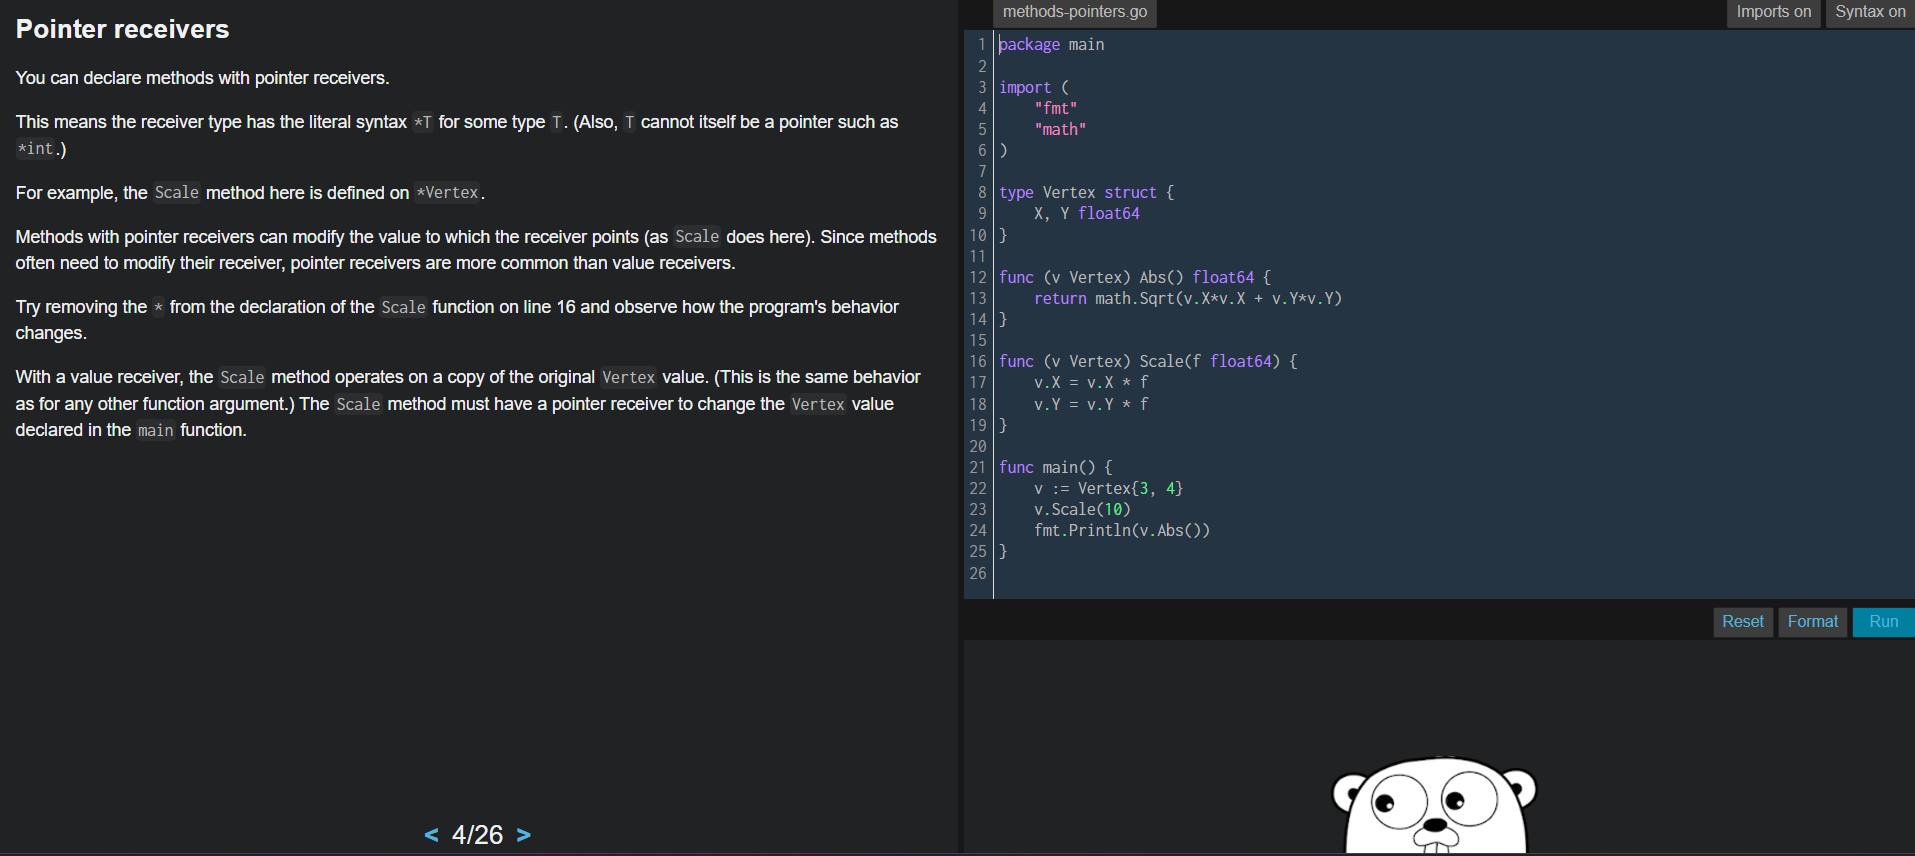 Pointer receivers
You can declare methods with pointer receivers.
This means the receiver type has the literal syntax *T for some type T. (Also, T cannot itself be a pointer such as
*int.)
For example, the Scale method here is defined on *Vertex.
Methods with pointer receivers can modify the value to which the receiver points (as Scale does here). Since methods
often need to modify their receiver, pointer receivers are more common than value receivers.
Try removing the * from the declaration of the Scale function on line 16 and observe how the program's behavior
changes.
With a value receiver, the Scale method operates on a copy of the original Vertex value. (This is the same behavior
as for any other function argument.) The Scale method must have a pointer receiver to change the Vertex value
declared in the main function.
< 4/26 >
methods-pointers.go
Imports on
Syntax on
1 package main
2
3 import (
4     "fmt"
5     "math"
6 )
7
8 type Vertex struct {
9     X, Y float64
10 }
11
12 func (v Vertex) Abs() float64 {
13     return math.Sqrt(v.X*v.X + v.Y*v.Y)
14 }
15
16 func (v Vertex) Scale(f float64) {
17     v.X = v.X * f
18     v.Y = v.Y * f
19 }
20
21 func main() {
22     v := Vertex{3, 4}
23     v.Scale(10)
24     fmt.Println(v.Abs())
25 }
26
Reset
Format
Run